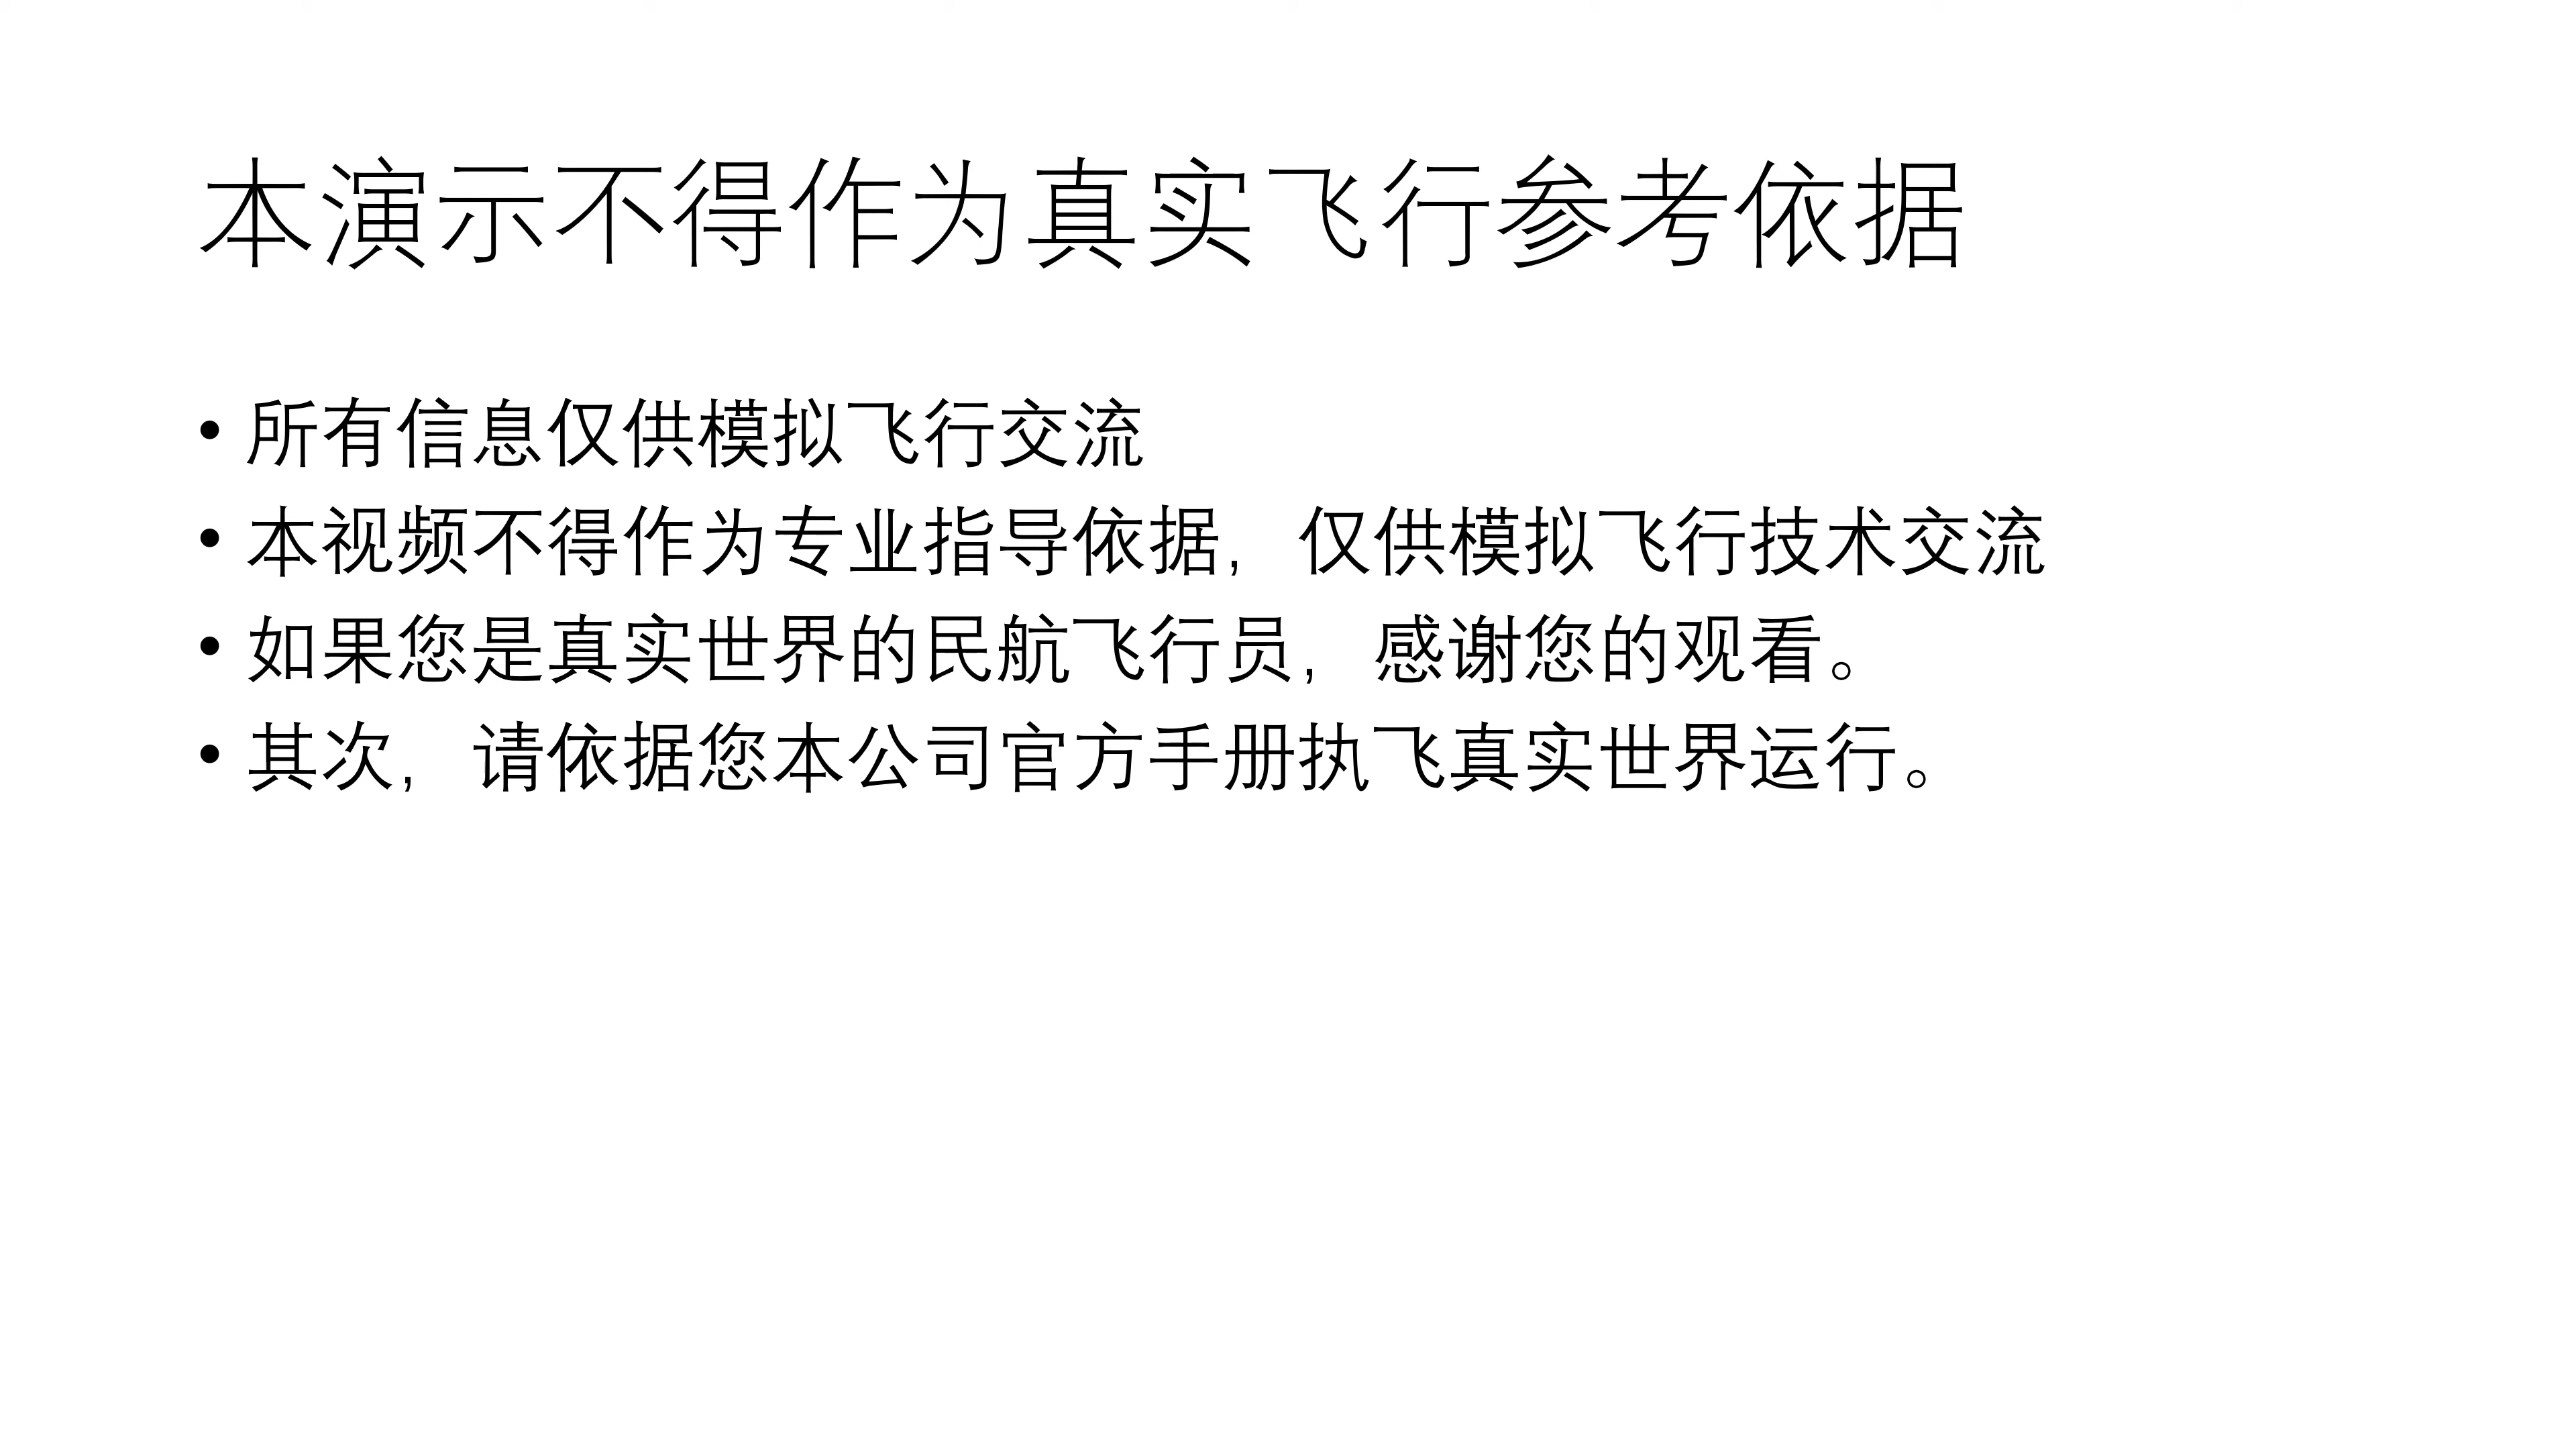 本演示不得作为真实飞行参考依据
• 所有信息仅供模拟飞行交流
• 本视频不得作为专业指导依据，仅供模拟飞行技术交流
• 如果您是真实世界的民航飞行员，感谢您的观看。
• 其次，请依据您本公司官方手册执飞真实世界运行。